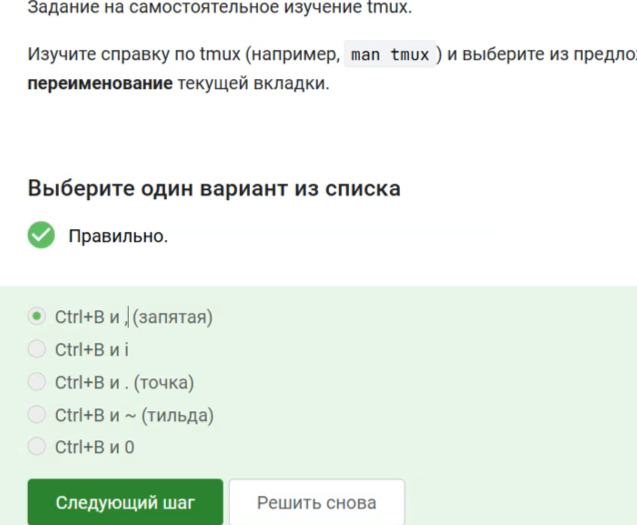 Задание на самостоятельное изучение tmux.
Изучите справку по tmux (например, man tmux ) и выберите из предло
переименование текущей вкладки.
Выберите один вариант из списка
Правильно.
Ctrl+B и , (запятая)
Ctrl+B и i
Ctrl+B и . (точка)
Ctrl+B и ~ (тильда)
Ctrl+B и 0
Следующий шаг
Решить снова